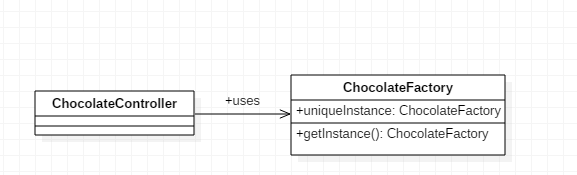 ChocolateFactory
ChocolateController
+uses
+uniqueInstance: ChocolateFactory
+getInstance(): ChocolateFactory